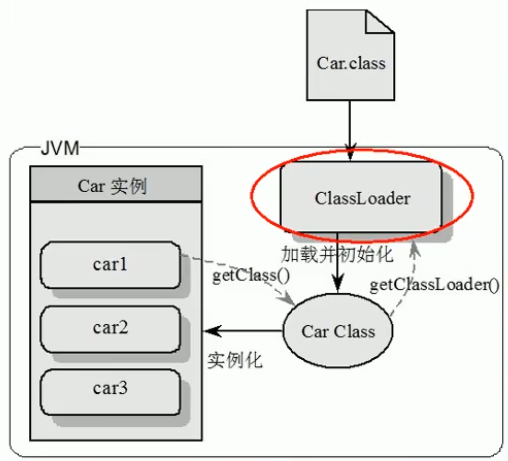 Car.class
JVM
Car 实例
ClassLoader
car1
加载并初始化
getClass()
getClassLoader()
car2
Car Class
实例化
car3